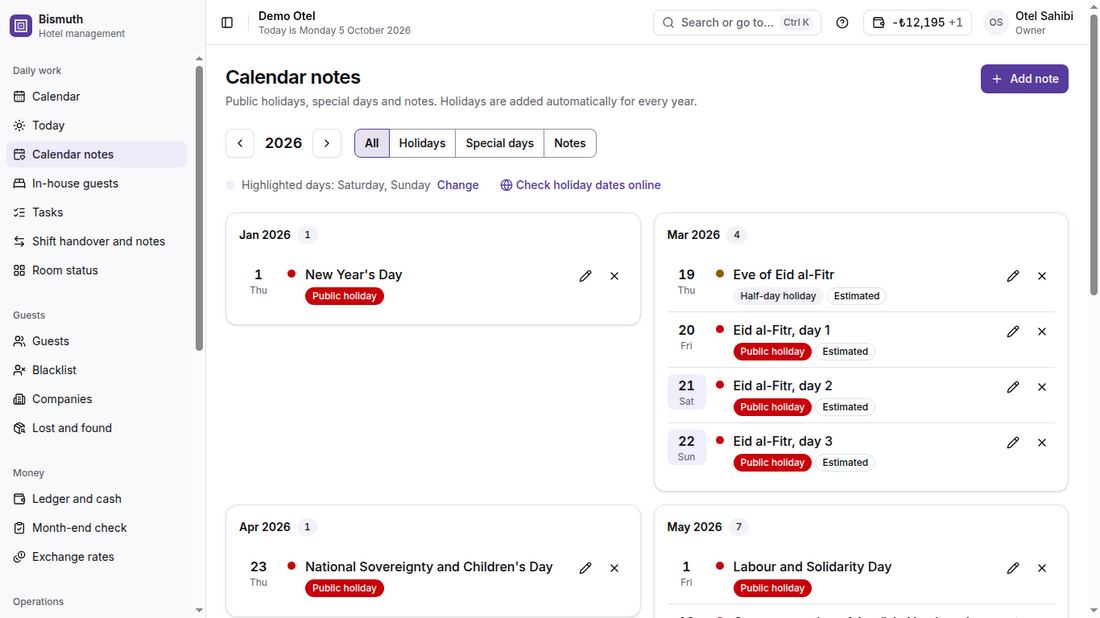 Bismuth
Hotel management
Daily work
Calendar
Today
Calendar notes
In-house guests
Tasks
Shift handover and notes
Room status
Guests
Guests
Blacklist
Companies
Lost and found
Money
Ledger and cash
Month-end check
Exchange rates
Operations
Demo Otel
Today is Monday 5 October 2026
Search or go to... Ctrl K
-₺12,195 +1
OS
Otel Sahibi
Owner
Calendar notes
Public holidays, special days and notes. Holidays are added automatically for every year.
Add note
2026
All Holidays Special days Notes
Highlighted days: Saturday, Sunday Change Check holiday dates online
Jan 2026 1
1 New Year's Day
Thu Public holiday
Mar 2026 4
19 Eve of Eid al-Fitr
Thu Half-day holiday Estimated
20 Eid al-Fitr, day 1
Fri Public holiday Estimated
21 Eid al-Fitr, day 2
Sat Public holiday Estimated
22 Eid al-Fitr, day 3
Sun Public holiday Estimated
Apr 2026 1
23 National Sovereignty and Children's Day
Thu Public holiday
May 2026 7
1 Labour and Solidarity Day
Fri Public holiday